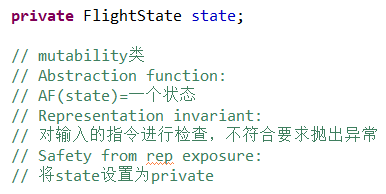 private FlightState state;
// mutability类
// Abstraction function:
// AF(state)=一个状态
// Representation invariant:
// 对输入的指令进行检查，不符合要求抛出异常
// Safety from rep exposure:
// 将state设置为private